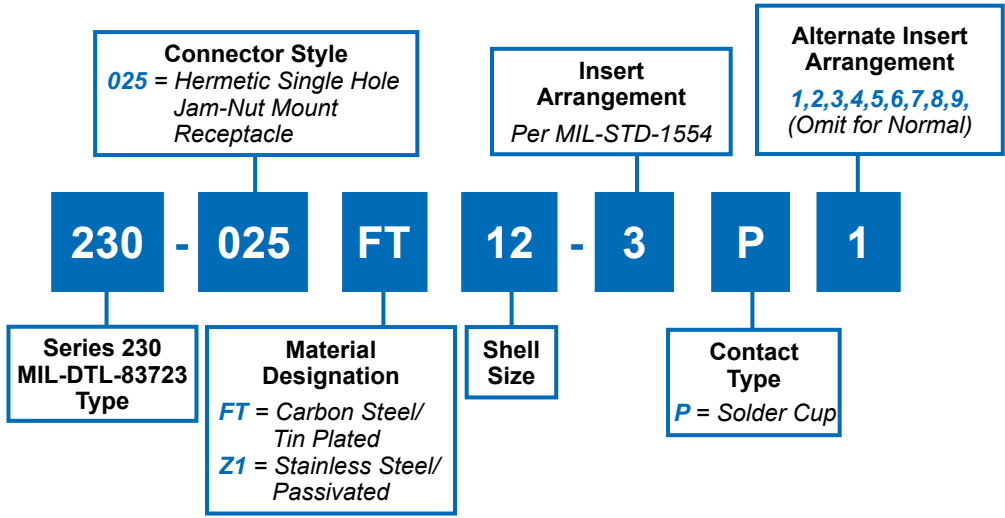 Connector Style
025 = Hermetic Single Hole
Jam-Nut Mount
Receptacle
Insert
Arrangement
Per MIL-STD-1554
Alternate Insert
Arrangement
1,2,3,4,5,6,7,8,9,
(Omit for Normal)
230 - 025 FT 12 - 3 P 1
Series 230
MIL-DTL-83723
Type
Material
Designation
FT = Carbon Steel/
Tin Plated
Z1 = Stainless Steel/
Passivated
Shell
Size
Contact
Type
P = Solder Cup